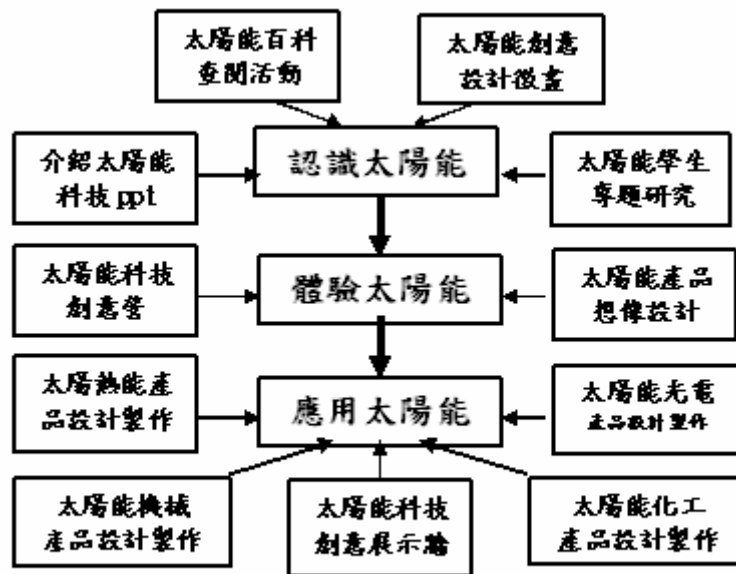 太陽能百科
查閱活動
太陽能創意
設計徵畫
介紹太陽能
科技ppt
認識太陽能
太陽能學生
專題研究
太陽能科技
創意營
體驗太陽能
太陽能產品
想像設計
太陽熱能產
品設計製作
應用太陽能
太陽能光電
產品設計製作
太陽能機械
產品設計製作
太陽能科技
創意展示
太陽能化工
產品設計製作